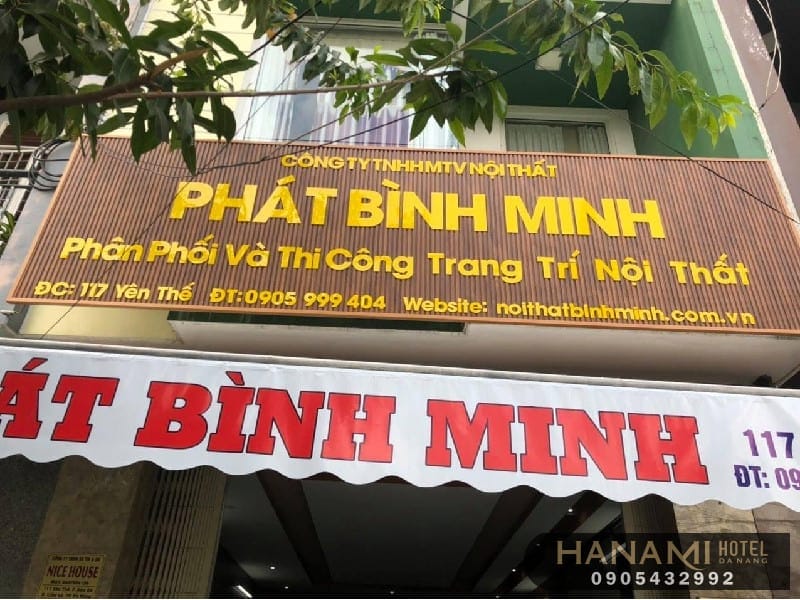 CÔNG TY TNHH MTV NỘI THẤT
PHÁT BÌNH MINH
Phân Phối Và Thi Công Trang Trí Nội Thất
ĐC: 117 Yên Thế ĐT: 0905 999 404 Website: noithatbinhminh.com.vn
ÁT BÌNH MINH
117
ĐT: 09
NICE HOUSE
HANAMI HOTEL
DA NANG
0905432992